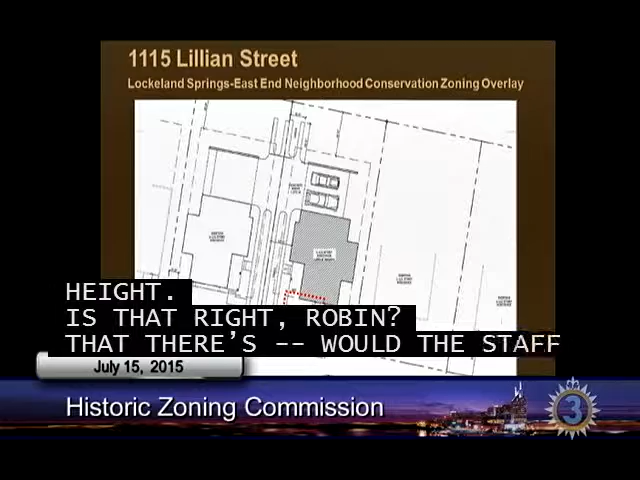 1115 Lillian Street
Lockeland Springs-East End Neighborhood Conservation Zoning Overlay
HEIGHT.
IS THAT RIGHT, ROBIN?
THAT THERE'S -- WOULD THE STAFF
July 15, 2015
Historic Zoning Commission
3